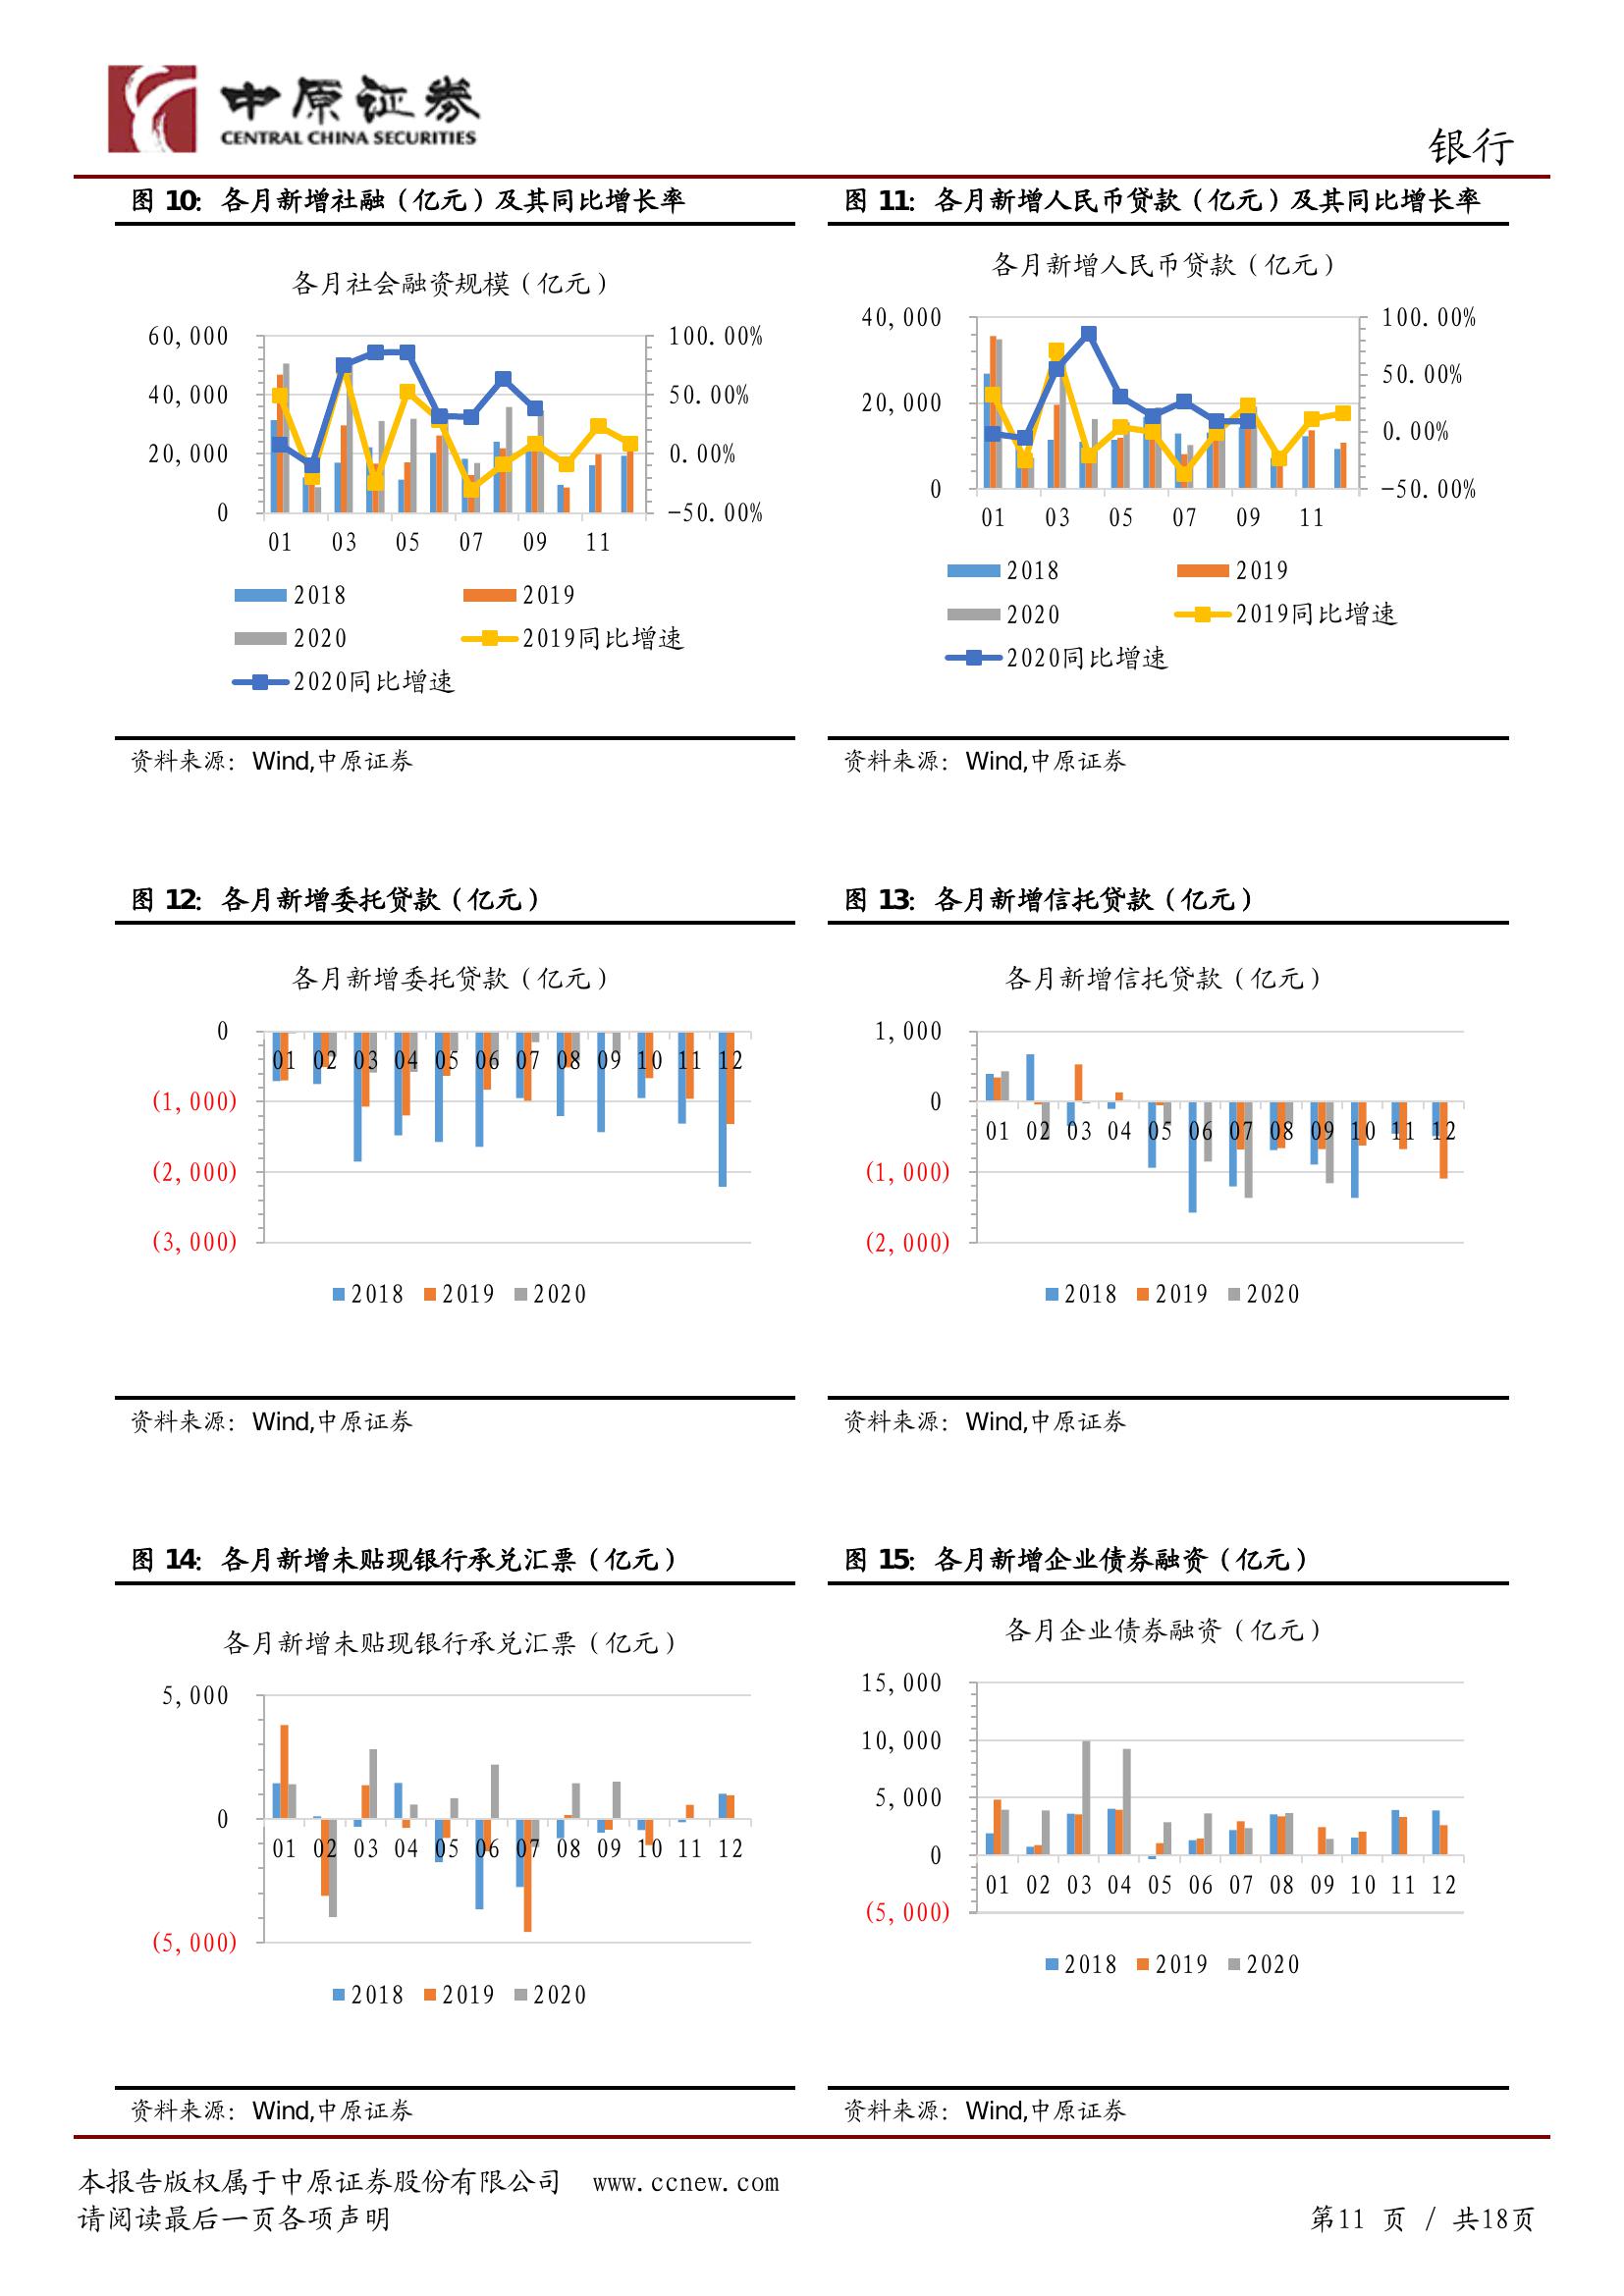 中原证券
CENTRAL CHINA SECURITIES
银行
图 10: 各月新增社融（亿元）及其同比增长率
各月社会融资规模（亿元）
60,000
40,000
20,000
0
100.00%
50.00%
0.00%
-50.00%
01 03 05 07 09 11
2018 2019
2020 2019同比增速
2020同比增速
资料来源: Wind,中原证券
图 11: 各月新增人民币贷款（亿元）及其同比增长率
各月新增人民币贷款（亿元）
40,000
20,000
0
100.00%
50.00%
0.00%
-50.00%
01 03 05 07 09 11
2018 2019
2020 2019同比增速
2020同比增速
资料来源: Wind,中原证券
图 12: 各月新增委托贷款（亿元）
各月新增委托贷款（亿元）
0
(1,000)
(2,000)
(3,000)
01 02 03 04 05 06 07 08 09 10 11 12
2018 2019 2020
资料来源: Wind,中原证券
图 13: 各月新增信托贷款（亿元）
各月新增信托贷款（亿元）
1,000
0
(1,000)
(2,000)
01 02 03 04 05 06 07 08 09 10 11 12
2018 2019 2020
资料来源: Wind,中原证券
图 14: 各月新增未贴现银行承兑汇票（亿元）
各月新增未贴现银行承兑汇票（亿元）
5,000
0
(5,000)
01 02 03 04 05 06 07 08 09 10 11 12
2018 2019 2020
资料来源: Wind,中原证券
图 15: 各月新增企业债券融资（亿元）
各月企业债券融资（亿元）
15,000
10,000
5,000
0
(5,000)
01 02 03 04 05 06 07 08 09 10 11 12
2018 2019 2020
资料来源: Wind,中原证券
本报告版权属于中原证券股份有限公司 www.ccnew.com
请阅读最后一页各项声明
第11 页 / 共18页